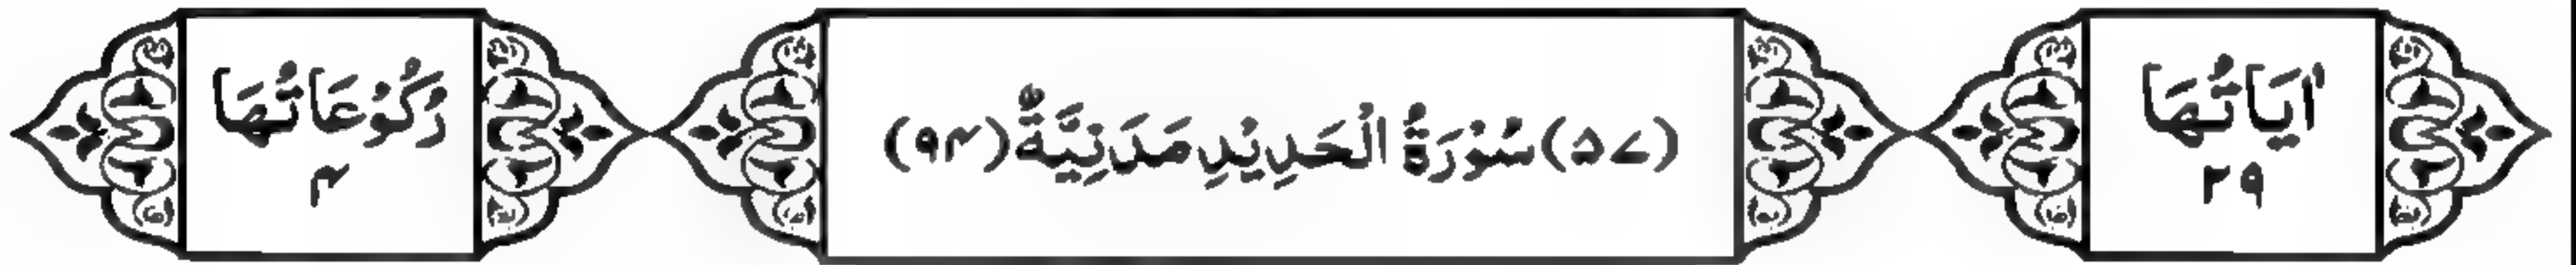 اٰيَاتُهَا
۲۹
(۵۷) سُوْرَةُ الْحَدِيْدِ مَدَنِيَّةٌ (۹۴)
رُكُوْعَاتُهَا
۴